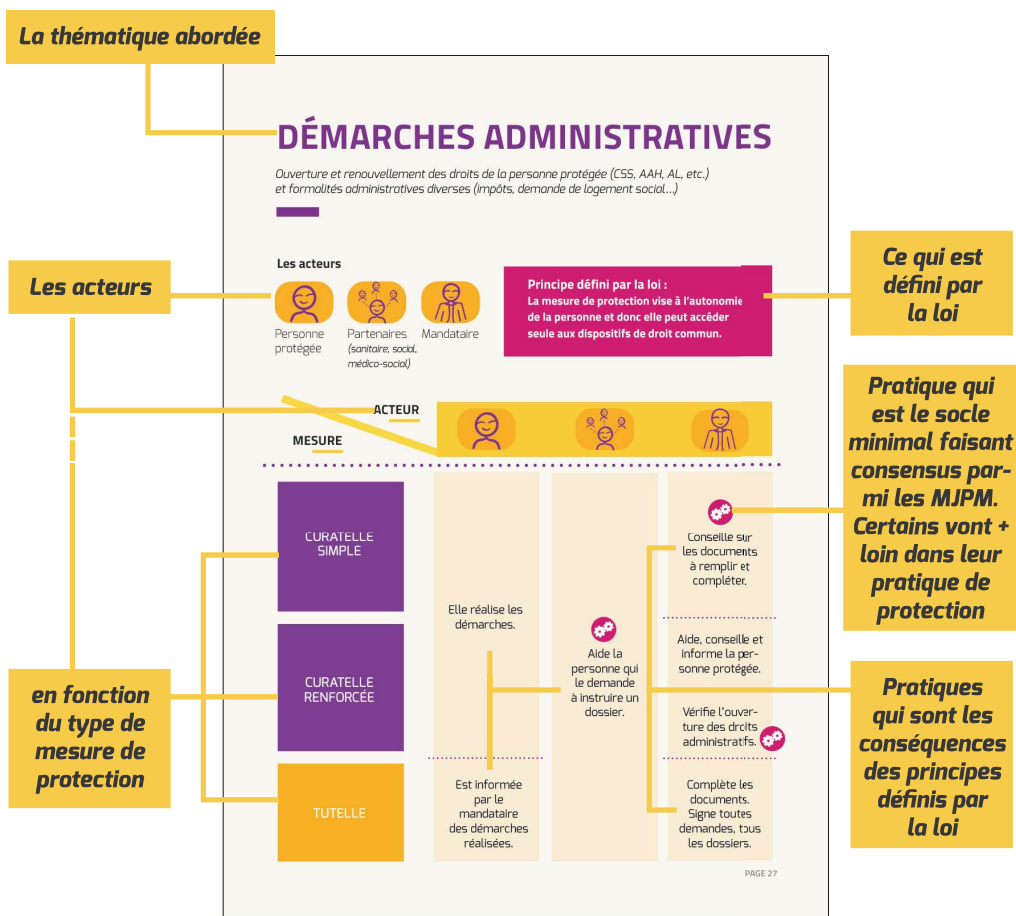 La thématique abordée
DÉMARCHES ADMINISTRATIVES
Ouverture et renouvellement des droits de la personne protégée (CSS, AAH, AL, etc.)
et formalités administratives diverses (impôts, demande de logement social...)
Les acteurs
Les acteurs
Personne
protégée
Partenaires
(sanitaire, social,
médico-social)
Mandataire
Principe défini par la loi :
La mesure de protection vise à l'autonomie
de la personne et donc elle peut accéder
seule aux dispositifs de droit commun.
Ce qui est
défini par
la loi
ACTEUR
MESURE
Pratique qui
est le socle
minimal faisant
consensus par-
mi les MJPM.
Certains vont +
loin dans leur
pratique de
protection
CURATELLE
SIMPLE
CURATELLE
RENFORCÉE
TUTELLE
en fonction
du type de
mesure de
protection
Elle réalise les
démarches.
Est informée
par le
mandataire
des démarches
réalisées.
Aide la
personne qui
le demande
à instruire un
dossier.
Conseille sur
les documents
à remplir et
compléter.
Aide, conseille et
informe la per-
sonne protégée.
Vérifie l'ouver-
ture des droits
administratifs.
Complète les
documents.
Signe toutes
demandes, tous
les dossiers.
Pratiques
qui sont les
conséquences
des principes
définis par
la loi
PAGE 27